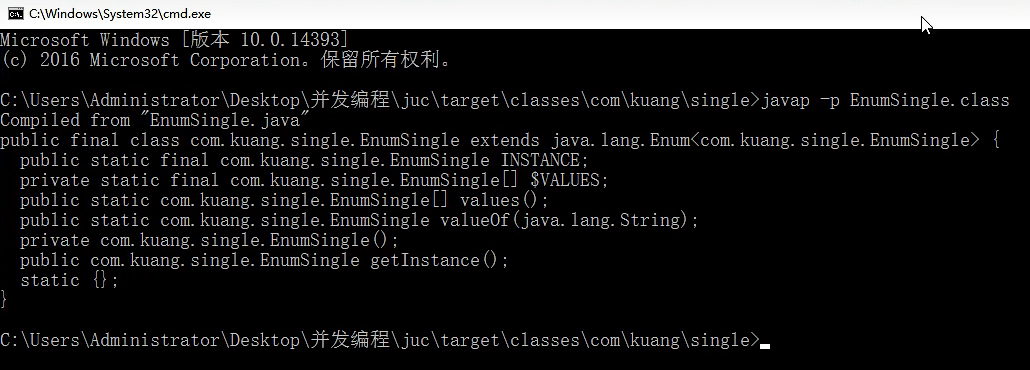 C:\Windows\System32\cmd.exe
Microsoft Windows [版本 10.0.14393]
(c) 2016 Microsoft Corporation。保留所有权利。
C:\Users\Administrator\Desktop\并发编程\juc\target\classes\com\kuang\single>javap -p EnumSingle.class
Compiled from "EnumSingle.java"
public final class com.kuang.single.EnumSingle extends java.lang.Enum<com.kuang.single.EnumSingle> {
  public static final com.kuang.single.EnumSingle INSTANCE;
  private static final com.kuang.single.EnumSingle[] $VALUES;
  public static com.kuang.single.EnumSingle[] values();
  public static com.kuang.single.EnumSingle valueOf(java.lang.String);
  private com.kuang.single.EnumSingle();
  public com.kuang.single.EnumSingle getInstance();
  static {};
}
C:\Users\Administrator\Desktop\并发编程\juc\target\classes\com\kuang\single>